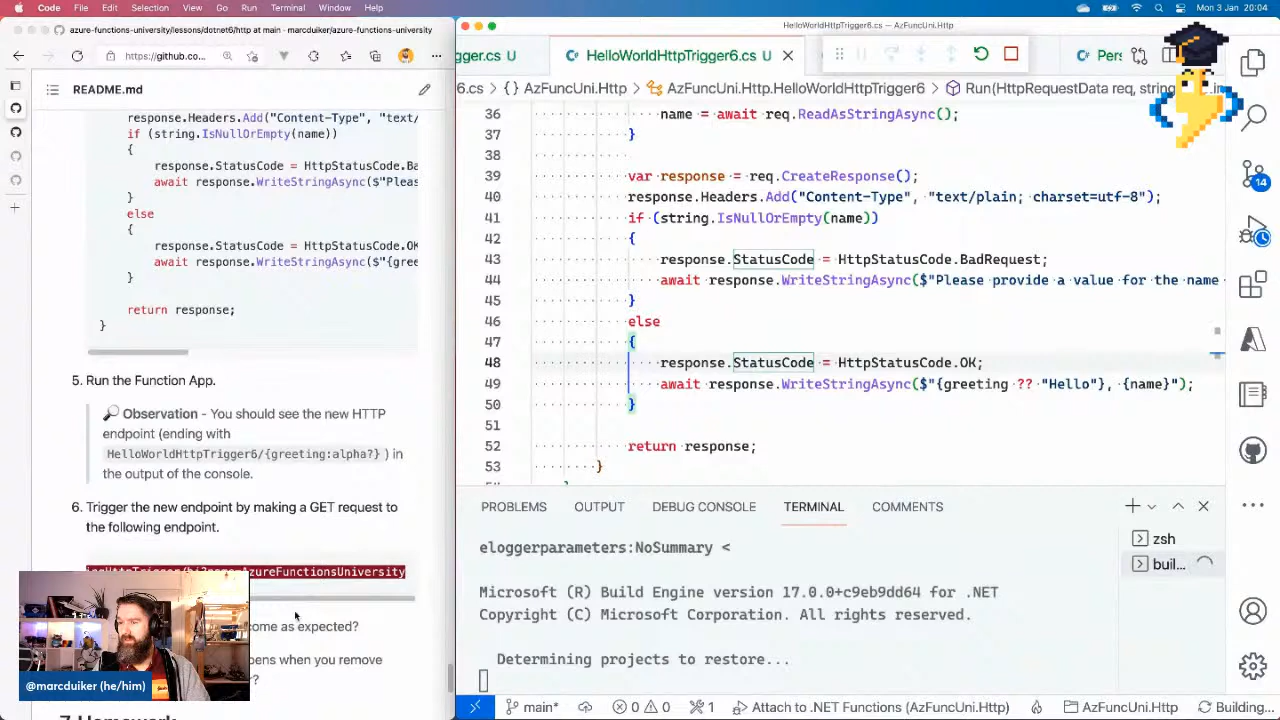 Code File Edit Selection View Go Run Terminal Window Help
Mon 3 Jan 20:04
azure-functions-university/lessons/dotnet6/http at main · marcduiker/azure-functions-university
https://github.co...
README.md
response.Headers.Add("Content-Type", "text/
if (string.IsNullOrEmpty(name))
{
response.StatusCode = HttpStatusCode.Ba
await response.WriteStringAsync($"Pleas
}
else
{
response.StatusCode = HttpStatusCode.OK
await response.WriteStringAsync($"{gree
}
return response;
}
5. Run the Function App.
Observation - You should see the new HTTP
endpoint (ending with
HelloWorldHttpTrigger6/{greeting:alpha?} ) in
the output of the console.
6. Trigger the new endpoint by making a GET request to
the following endpoint.
AzureFunctionsUniversity
ome as expected?
pens when you remove
?
@marcduiker (he/him)
HelloWorldHttpTrigger6.cs — AzFuncUni.Http
gger.cs U
HelloWorldHttpTrigger6.cs U
Pers
6.cs > {} AzFuncUni.Http > AzFuncUni.Http.HelloWorldHttpTrigger6 > Run(HttpRequestData req, string
36 name = await req.ReadAsStringAsync();
37 }
38
39 var response = req.CreateResponse();
40 response.Headers.Add("Content-Type", "text/plain; charset=utf-8");
41 if (string.IsNullOrEmpty(name))
42 {
43 response.StatusCode = HttpStatusCode.BadRequest;
44 await response.WriteStringAsync($"Please provide a value for the name
45 }
46 else
47 {
48 response.StatusCode = HttpStatusCode.OK;
49 await response.WriteStringAsync($"{greeting ?? "Hello"}, {name}");
50 }
51
52 return response;
53 }
PROBLEMS OUTPUT DEBUG CONSOLE TERMINAL COMMENTS
eloggerparameters:NoSummary <
Microsoft (R) Build Engine version 17.0.0+c9eb9dd64 for .NET
Copyright (C) Microsoft Corporation. All rights reserved.
Determining projects to restore...
zsh
buil...
14
main* 0 0 1 Attach to .NET Functions (AzFuncUni.Http) AzFuncUni.Http Building...